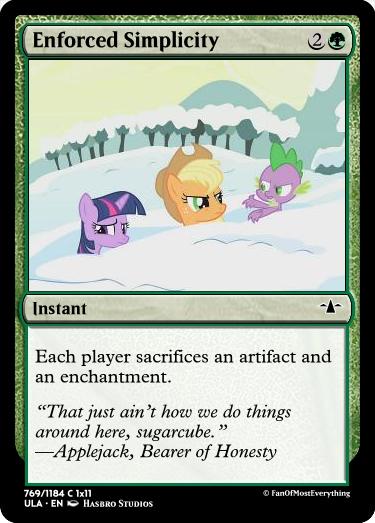 Enforced Simplicity 2
Instant
Each player sacrifices an artifact and
an enchantment.
“That just ain’t how we do things
around here, sugarcube.”
—Applejack, Bearer of Honesty
769/1184 C 1x11
ULA • EN Hasbro Studios
© FanOfMostEverything